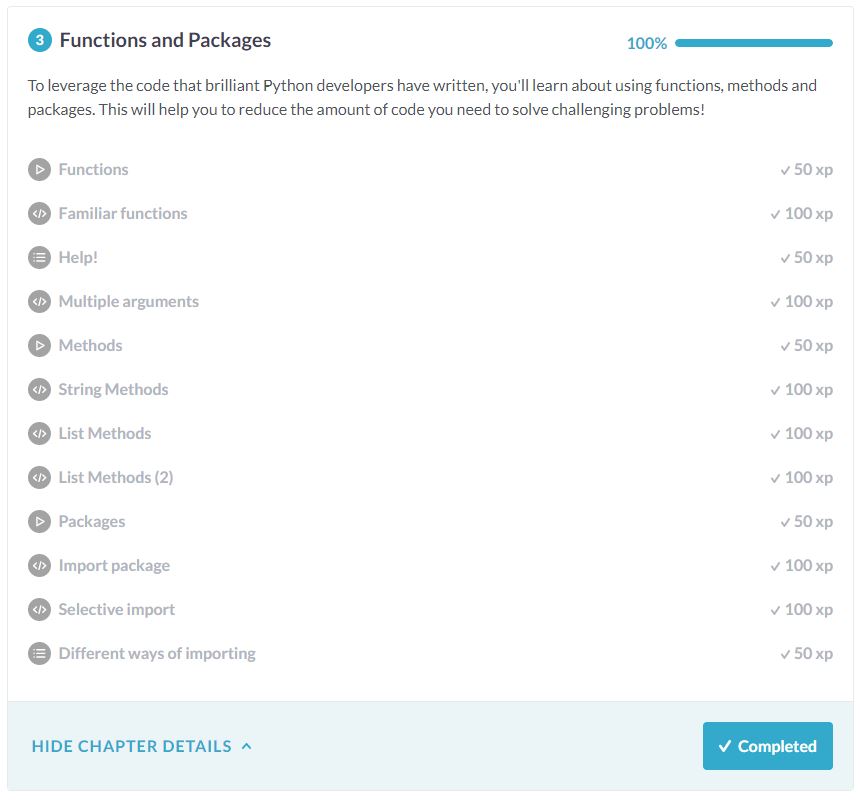 3 Functions and Packages 100%
To leverage the code that brilliant Python developers have written, you'll learn about using functions, methods and
packages. This will help you to reduce the amount of code you need to solve challenging problems!
Functions ✓ 50 xp
Familiar functions ✓ 100 xp
Help! ✓ 50 xp
Multiple arguments ✓ 100 xp
Methods ✓ 50 xp
String Methods ✓ 100 xp
List Methods ✓ 100 xp
List Methods (2) ✓ 100 xp
Packages ✓ 50 xp
Import package ✓ 100 xp
Selective import ✓ 100 xp
Different ways of importing ✓ 50 xp
HIDE CHAPTER DETAILS ✓ Completed